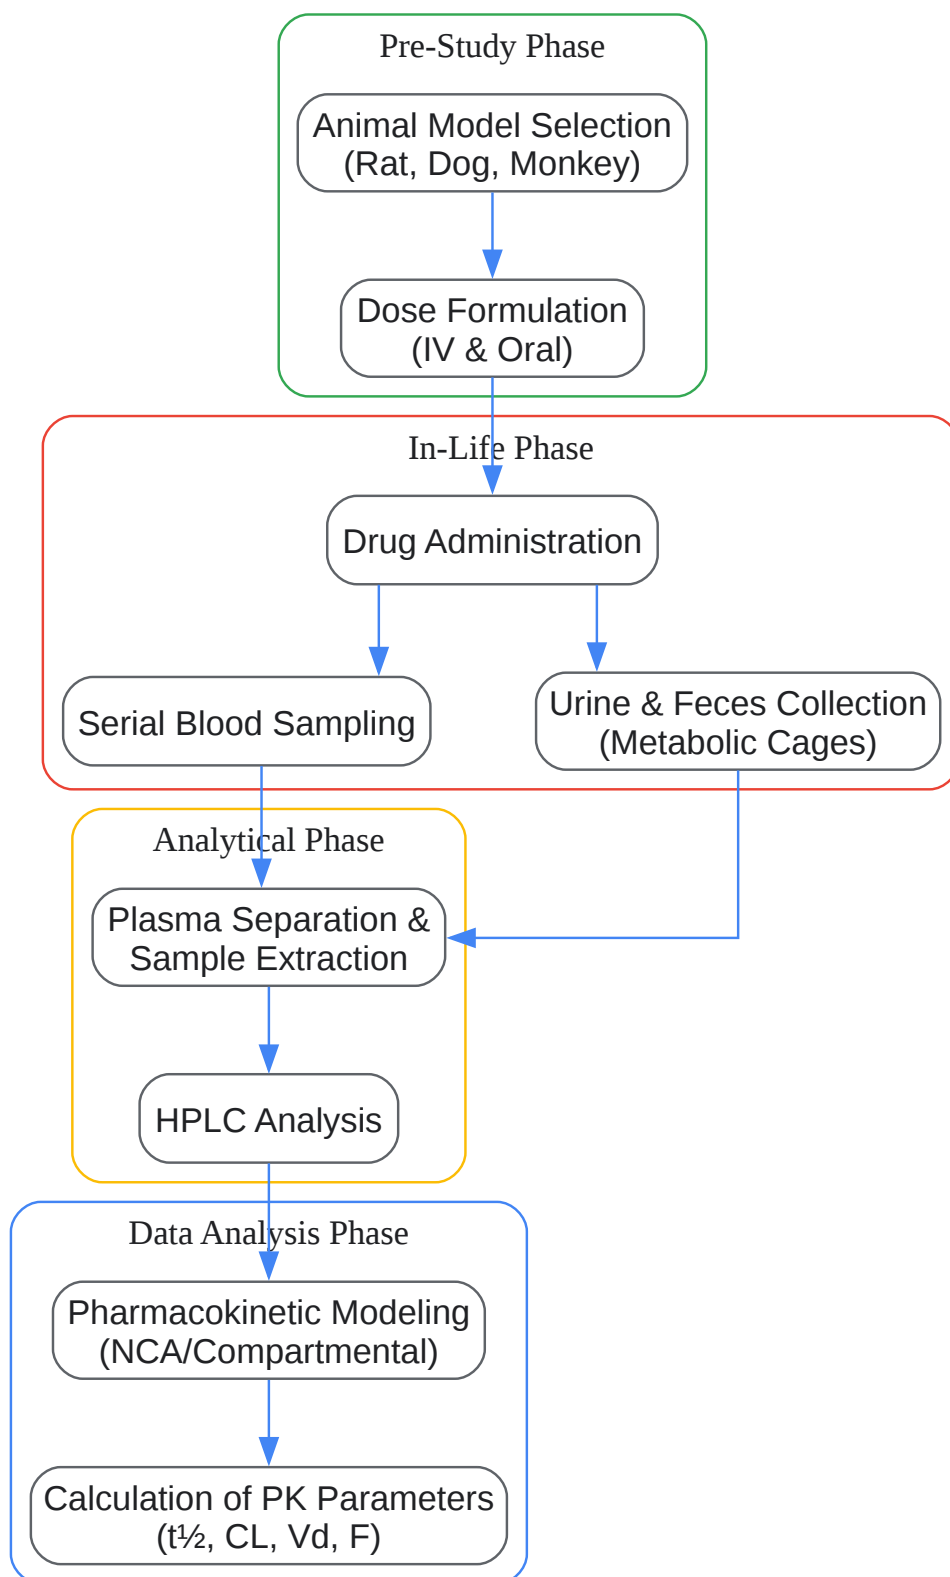 Pre-Study Phase
Animal Model Selection
(Rat, Dog, Monkey)
Dose Formulation
(IV & Oral)
In-Life Phase
Drug Administration
Serial Blood Sampling
Urine & Feces Collection
(Metabolic Cages)
Analytical Phase
Plasma Separation &
Sample Extraction
HPLC Analysis
Data Analysis Phase
Pharmacokinetic Modeling
(NCA/Compartmental)
Calculation of PK Parameters
(t½, CL, Vd, F)